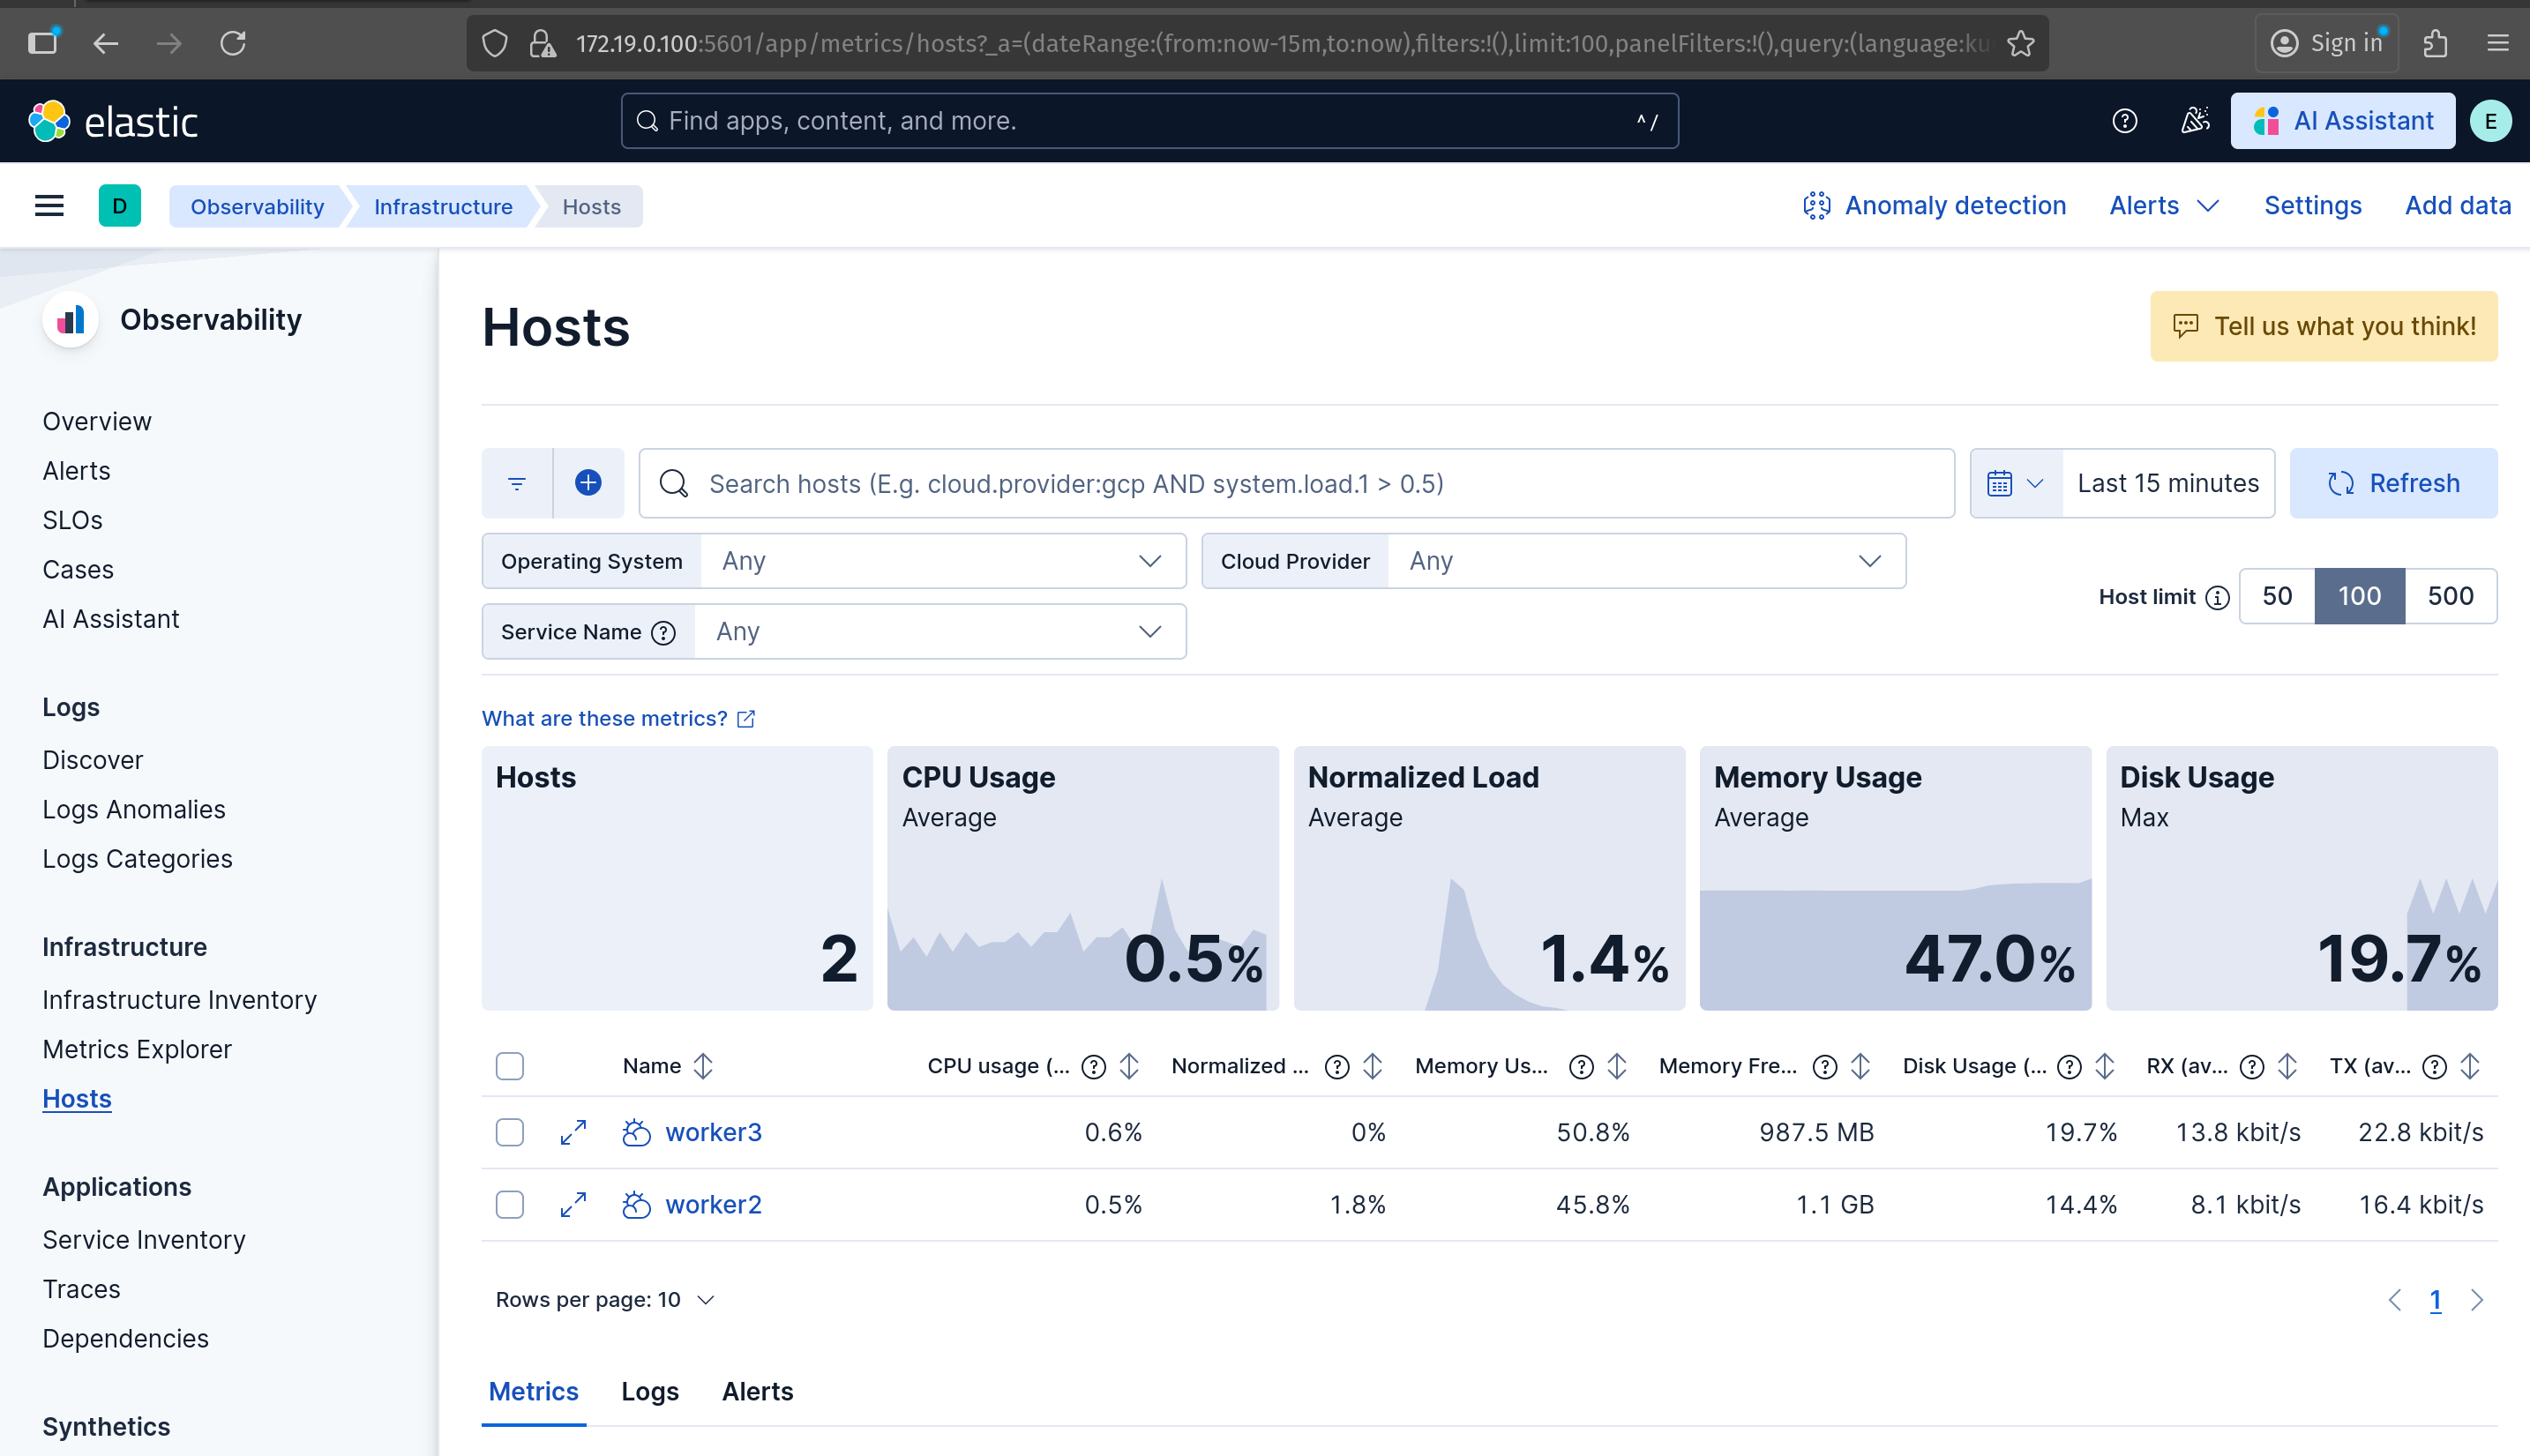 172.19.0.100:5601/app/metrics/hosts?_a=(dateRange:(from:now-15m,to:now),filters:!(),limit:100,panelFilters:!(),query:(language:ku
Sign in
elastic
Find apps, content, and more.
^ /
AI Assistant
E
D
Observability
Infrastructure
Hosts
Anomaly detection
Alerts
Settings
Add data
Observability
Overview
Alerts
SLOs
Cases
AI Assistant
Logs
Discover
Logs Anomalies
Logs Categories
Infrastructure
Infrastructure Inventory
Metrics Explorer
Hosts
Applications
Service Inventory
Traces
Dependencies
Synthetics
Hosts
Tell us what you think!
Search hosts (E.g. cloud.provider:gcp AND system.load.1 > 0.5)
Last 15 minutes
Refresh
Operating System Any
Cloud Provider Any
Service Name Any
Host limit 50 100 500
What are these metrics?
Hosts
2
CPU Usage
Average
0.5%
Normalized Load
Average
1.4%
Memory Usage
Average
47.0%
Disk Usage
Max
19.7%
Name CPU usage (... Normalized ... Memory Us... Memory Fre... Disk Usage (... RX (av... TX (av...
worker3 0.6% 0% 50.8% 987.5 MB 19.7% 13.8 kbit/s 22.8 kbit/s
worker2 0.5% 1.8% 45.8% 1.1 GB 14.4% 8.1 kbit/s 16.4 kbit/s
Rows per page: 10
1
Metrics
Logs
Alerts